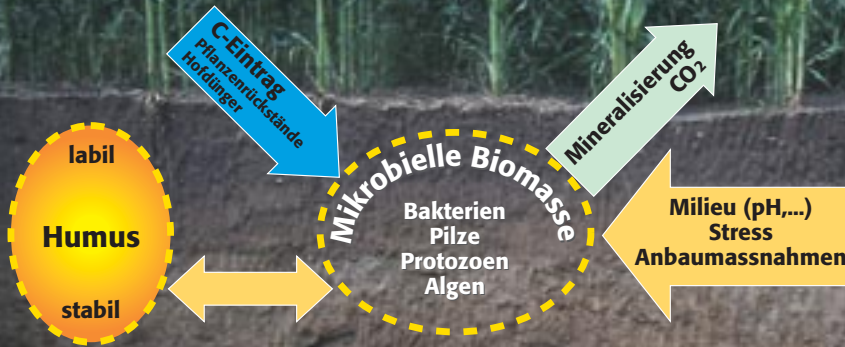 C-Eintrag
Pflanzenrückstände
Hofdünger
Mineralisierung
CO₂
labil
Humus
stabil
Mikrobielle Biomasse
Bakterien
Pilze
Protozoen
Algen
Milieu (pH,...)
Stress
Anbaumassnahmen